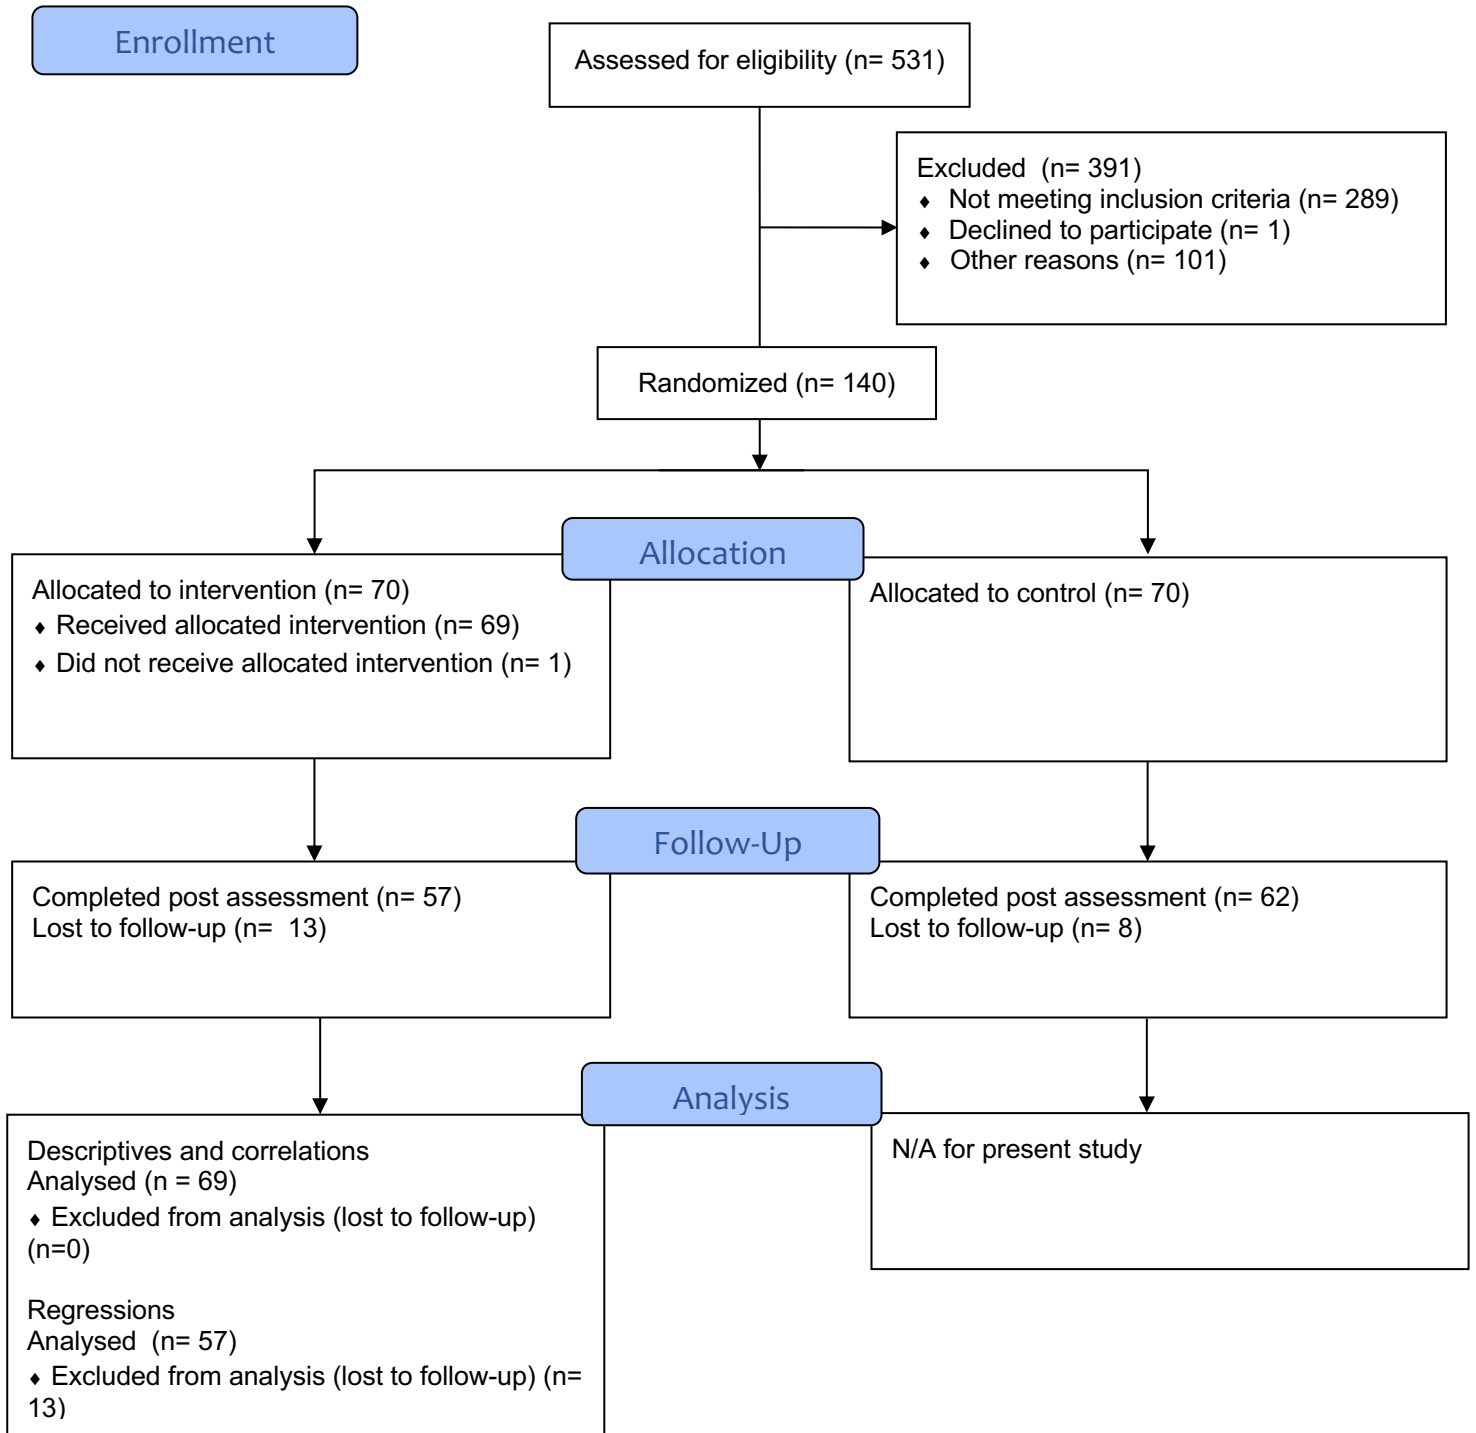 Enrollment
Assessed for eligibility (n= 531)
Excluded (n= 391)
♦ Not meeting inclusion criteria (n= 289)
♦ Declined to participate (n= 1)
♦ Other reasons (n= 101)
Randomized (n= 140)
Allocation
Allocated to intervention (n= 70)
♦ Received allocated intervention (n= 69)
♦ Did not receive allocated intervention (n= 1)
Allocated to control (n= 70)
Follow-Up
Completed post assessment (n= 57)
Lost to follow-up (n= 13)
Completed post assessment (n= 62)
Lost to follow-up (n= 8)
Analysis
Descriptives and correlations
Analysed (n = 69)
♦ Excluded from analysis (lost to follow-up)
(n=0)
Regressions
Analysed (n= 57)
♦ Excluded from analysis (lost to follow-up) (n=
13)
N/A for present study